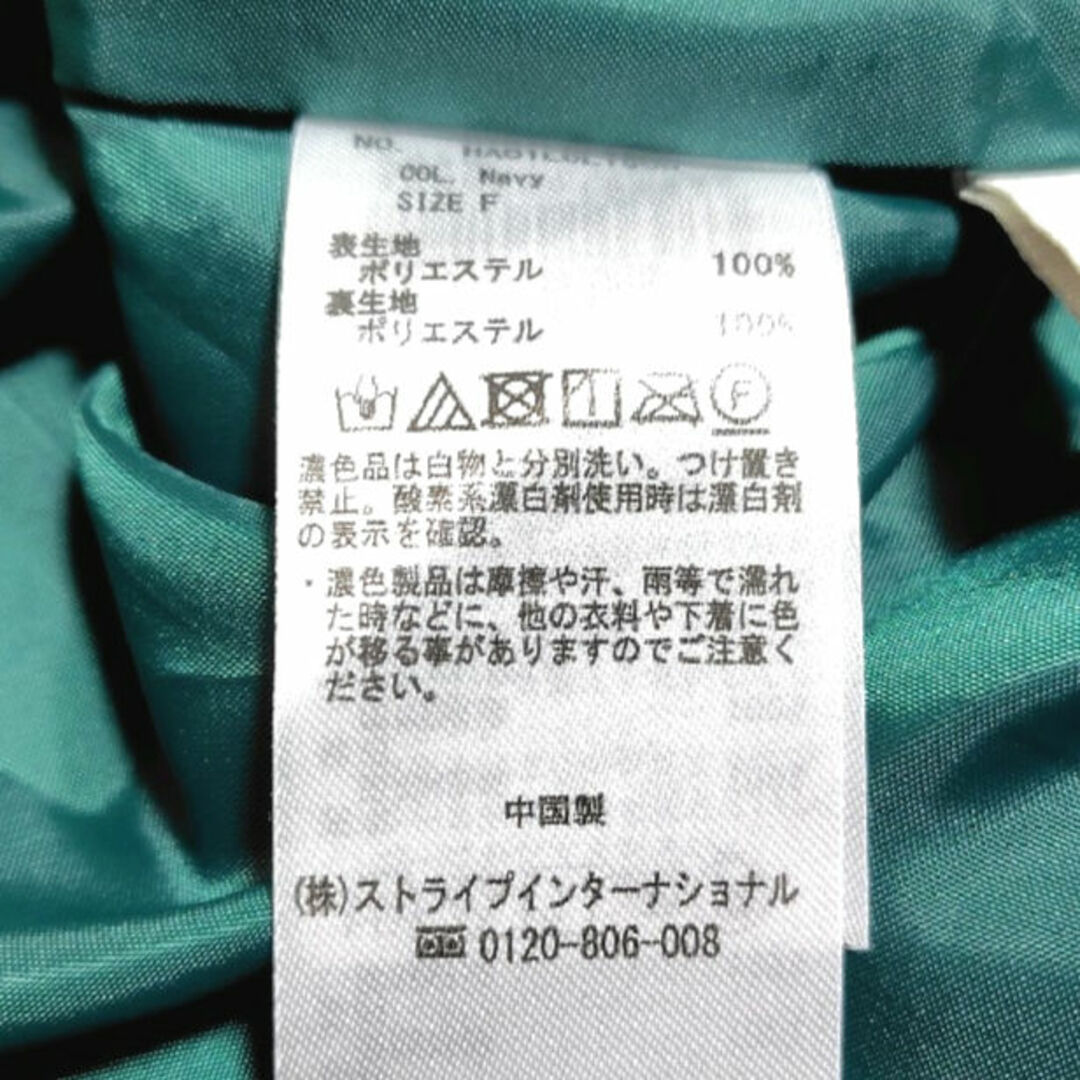 NO.
COL. Navy
SIZE F
表生地
ポリエステル 100%
裏生地
ポリエステル 100%
F
濃色品は白物と分別洗い。つけ置き
禁止。酸素系漂白剤使用時は漂白剤
の表示を確認。
・濃色製品は摩擦や汗、雨等で濡れ
た時などに、他の衣料や下着に色
が移る事がありますのでご注意く
ださい。
中国製
(株)ストライプインターナショナル
0120-806-008